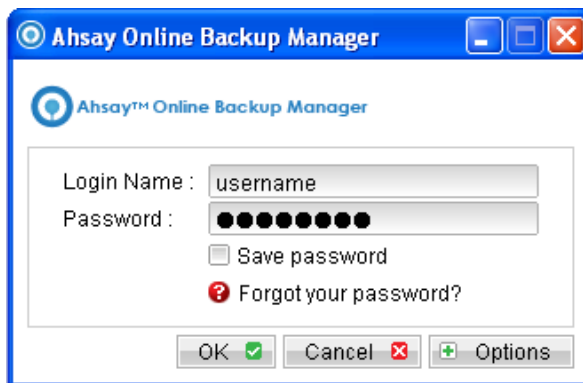 Ahsay Online Backup Manager
Ahsay™ Online Backup Manager
Login Name : username
Password : ●●●●●●●●
Save password
Forgot your password?
OK Cancel Options